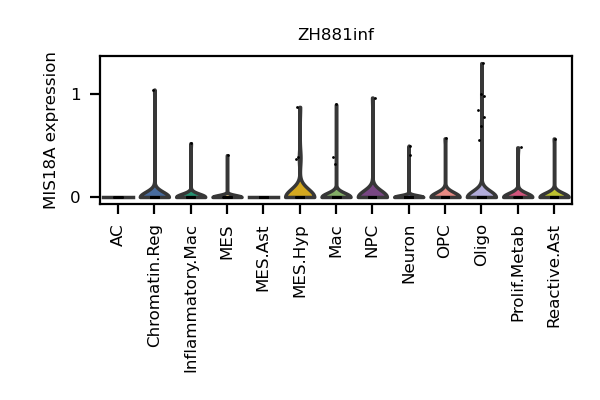 ZH881inf
MIS18A expression
1
0
AC
Chromatin.Reg
Inflammatory.Mac
MES
MES.Ast
MES.Hyp
Mac
NPC
Neuron
OPC
Oligo
Prolif.Metab
Reactive.Ast